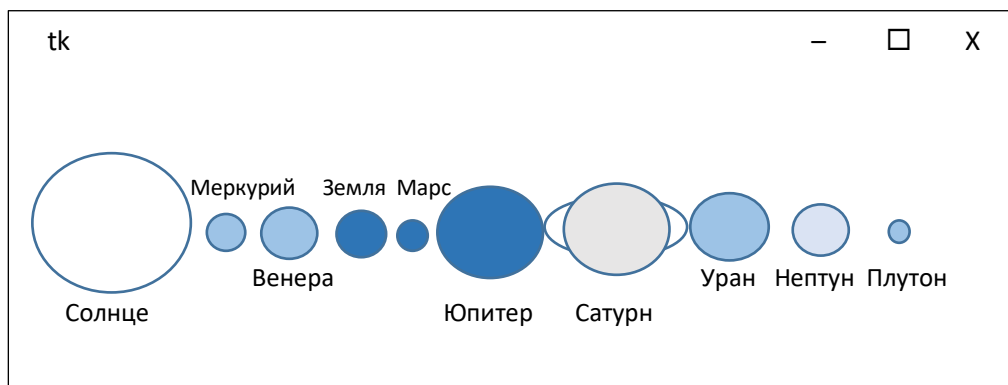 tk – □ X
Меркурий Земля Марс
Венера Уран Нептун Плутон
Солнце Юпитер Сатурн